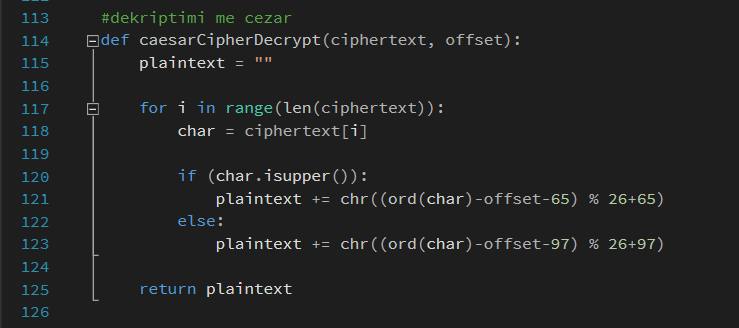 113 #dekriptimi me cezar
114 def caesarCipherDecrypt(ciphertext, offset):
115 plaintext = ""
116
117 for i in range(len(ciphertext)):
118 char = ciphertext[i]
119
120 if (char.isupper()):
121 plaintext += chr((ord(char)-offset-65) % 26+65)
122 else:
123 plaintext += chr((ord(char)-offset-97) % 26+97)
124
125 return plaintext
126